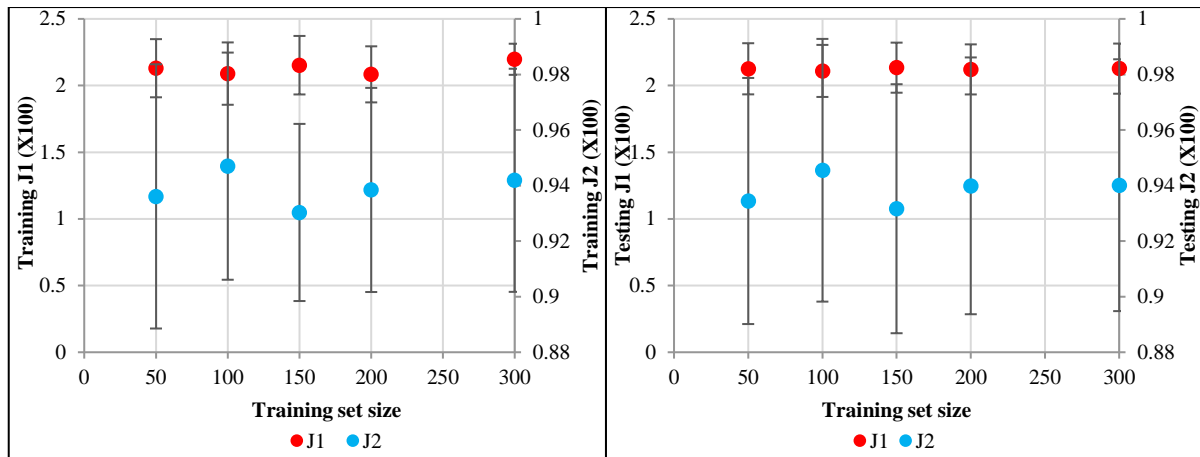 2.5
2
1.5
1
0.5
0
Training J1 (X100)
1
0.98
0.96
0.94
0.92
0.9
0.88
Training J2 (X100)
0 50 100 150 200 250 300
Training set size
J1 J2
2.5
2
1.5
1
0.5
0
Testing J1 (X100)
1
0.98
0.96
0.94
0.92
0.9
0.88
Testing J2 (X100)
0 50 100 150 200 250 300
Training set size
J1 J2